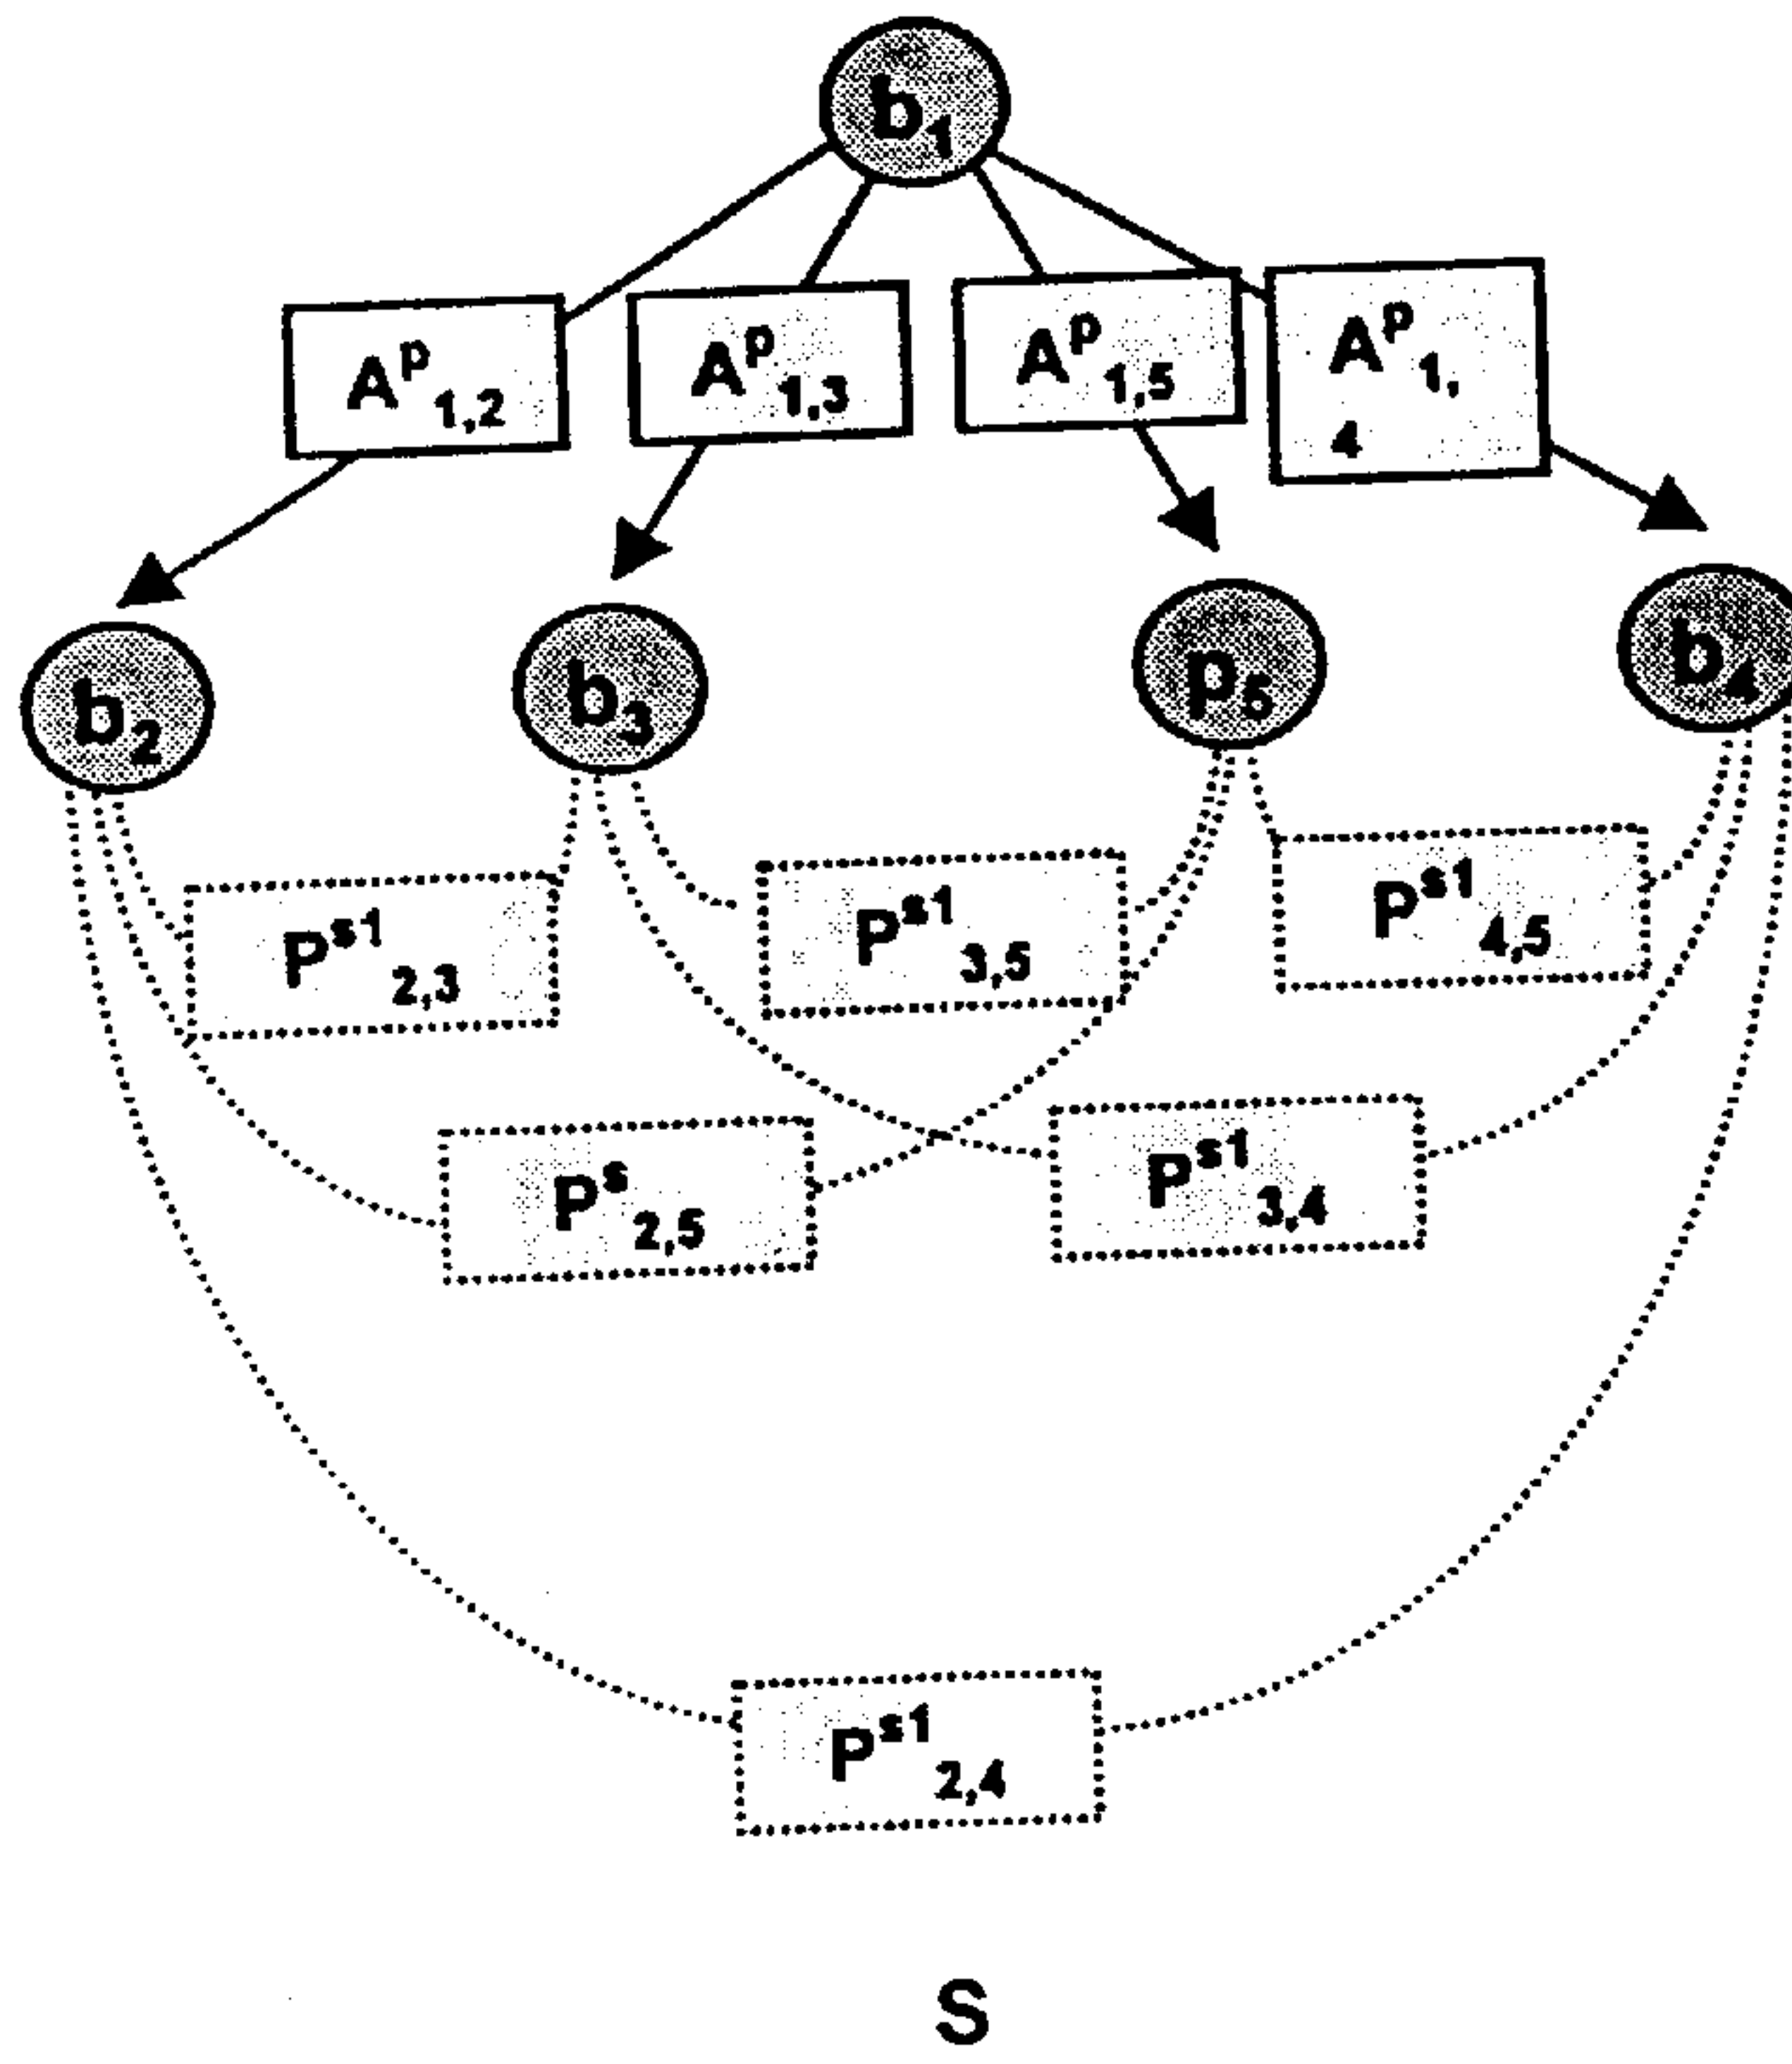 b1
A^p 1,2
A^p 1,3
A^p 1,5
A^p 1,
4
b2
b3
p5
b4
P^s1 2,3
P^s1 3,5
P^s1 4,5
P^s 2,5
P^s1 3,4
P^s1 2,4
S